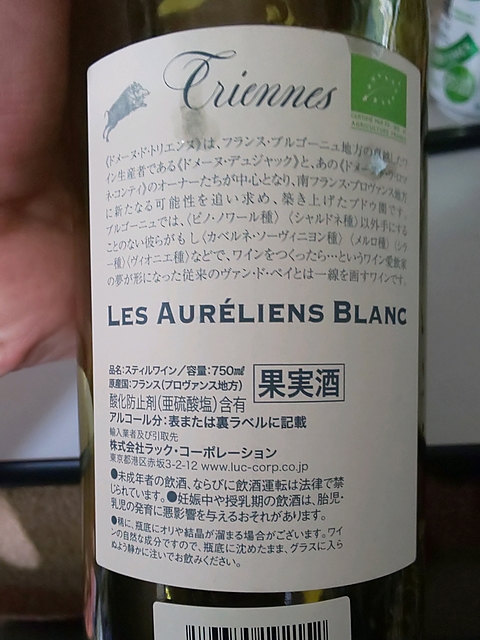 Triennes
《ドメーヌ・ド・トリエンヌ》は、フランス・ブルゴーニュ地方の
イン生産者である《ドメーヌ・デュジャック》と、あの《ドメーヌ
ネ・コンティ》のオーナーたちが中心となり、南フランス・プロヴァンス地方
に新たなる可能性を追い求め、築き上げたブドウ園です。
ブルゴーニュでは、〈ピノ・ノワール種〉〈シャルドネ種〉以外手にする
ことのない彼らがもし〈カベルネ・ソーヴィニヨン種〉〈メルロ種〉〈シラ
ー種〉〈ヴィオニエ種〉などで、ワインをつくったら…というワイン愛飲家
の夢が形になった従来のヴァン・ド・ペイとは一線を画すワインです。
LES AURÉLIENS BLANC
品名:スティルワイン/容量:750㎖
原産国:フランス(プロヴァンス地方)
果実酒
酸化防止剤(亜硫酸塩)含有
アルコール分:表または裏ラベルに記載
輸入業者及び引取先
株式会社ラック・コーポレーション
東京都港区赤坂3-2-12 www.luc-corp.co.jp
●未成年者の飲酒、ならびに飲酒運転は法律で禁
じられています。●妊娠中や授乳期の飲酒は、胎児・
乳児の発育に悪影響を与えるおそれがあります。
●稀に、瓶底にオリや結晶が溜まる場合がございます。ワイ
ンの自然な成分ですので、瓶底に沈めたまま、グラスに入ら
ぬよう静かに注いでお飲みください。